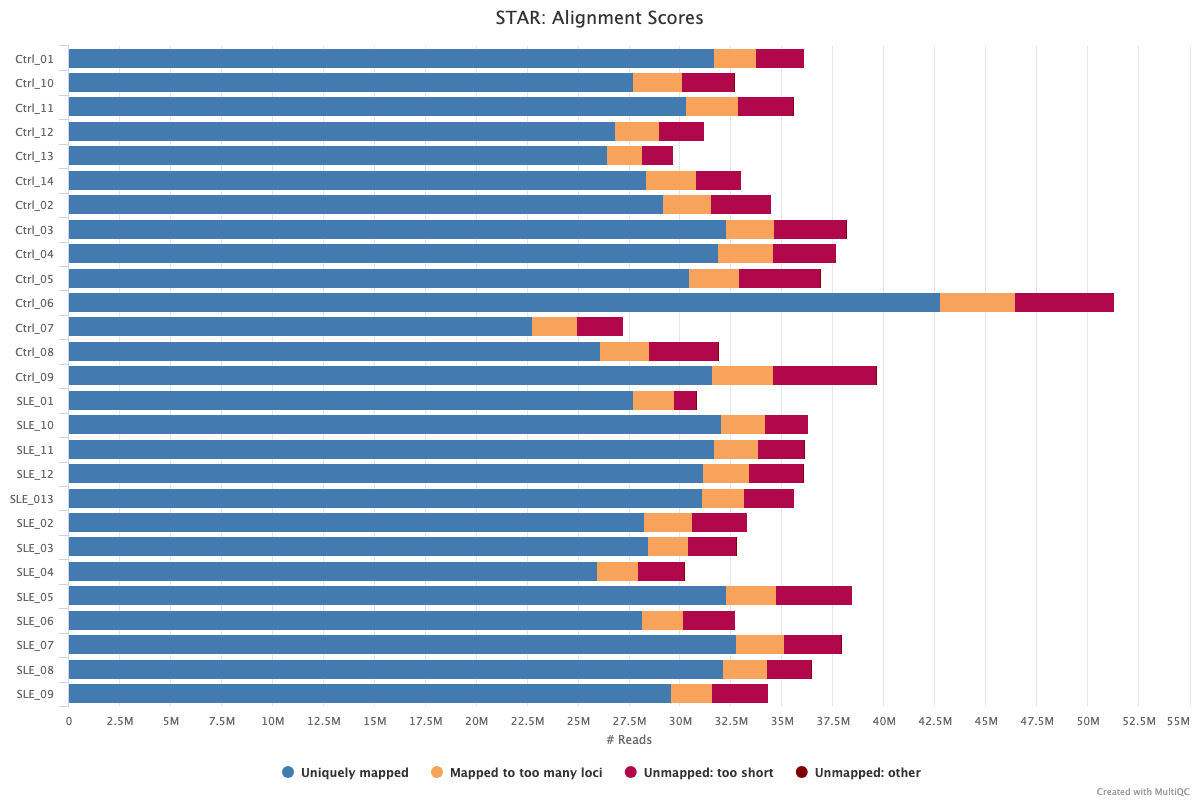 STAR: Alignment Scores
Ctrl_01
Ctrl_10
Ctrl_11
Ctrl_12
Ctrl_13
Ctrl_14
Ctrl_02
Ctrl_03
Ctrl_04
Ctrl_05
Ctrl_06
Ctrl_07
Ctrl_08
Ctrl_09
SLE_01
SLE_10
SLE_11
SLE_12
SLE_013
SLE_02
SLE_03
SLE_04
SLE_05
SLE_06
SLE_07
SLE_08
SLE_09
0 2.5M 5M 7.5M 10M 12.5M 15M 17.5M 20M 22.5M 25M 27.5M 30M 32.5M 35M 37.5M 40M 42.5M 45M 47.5M 50M 52.5M 55M
# Reads
Uniquely mapped Mapped to too many loci Unmapped: too short Unmapped: other
Created with MultiQC